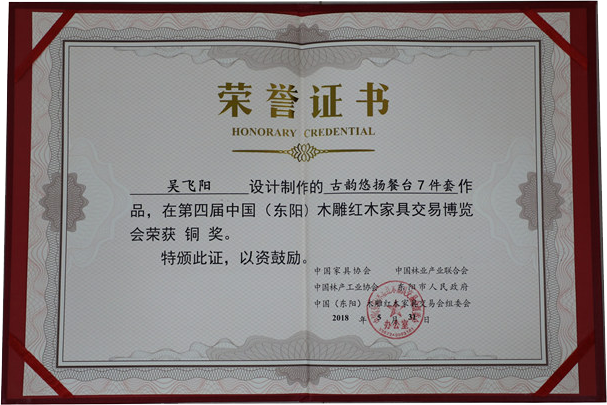 荣誉证书
HONORARY CREDENTIAL
吴飞阳 设计制作的 古韵悠扬餐台7件套作
品，在第四届中国（东阳）木雕红木家具交易博览
会荣获 铜 奖。
特颁此证，以资鼓励。
中国家具协会 中国林业产业联合会
中国林产工业协会 东阳市人民政府
中国（东阳）木雕红木家具交易会组委会
2018 年 5 月 31 日
办公室